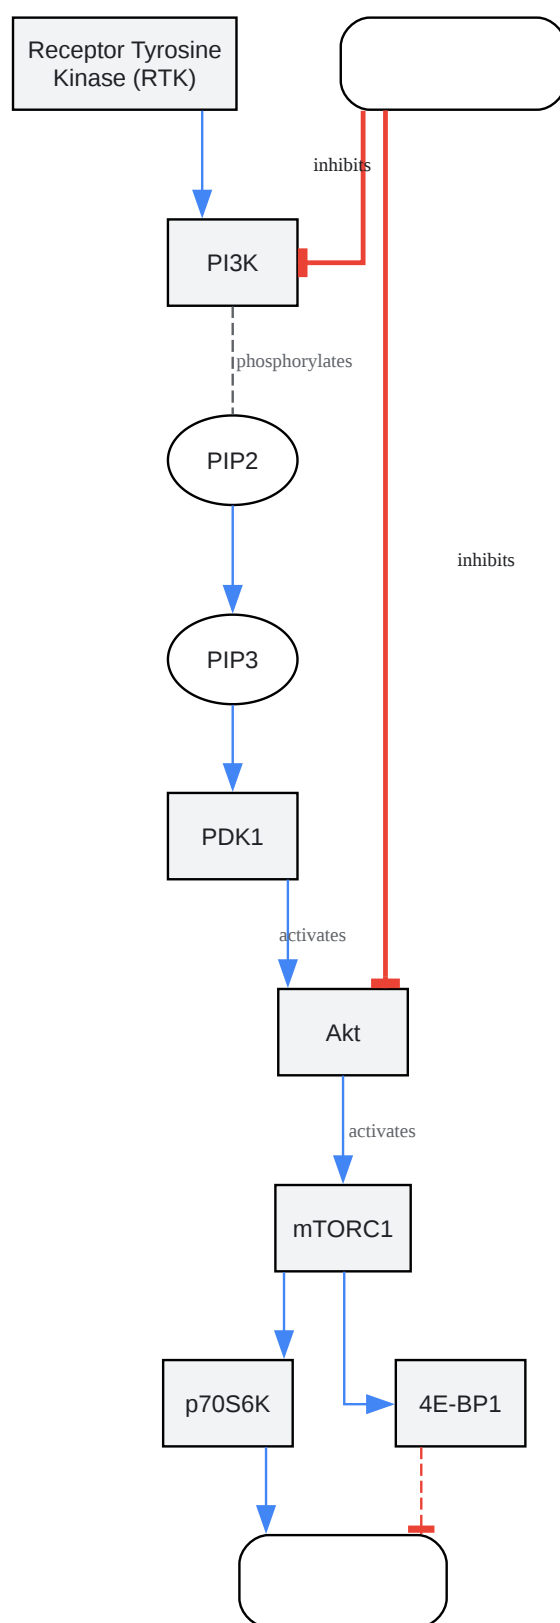 Receptor Tyrosine
Kinase (RTK)
inhibits
PI3K
phosphorylates
PIP2
inhibits
PIP3
PDK1
activates
Akt
activates
mTORC1
p70S6K
4E-BP1